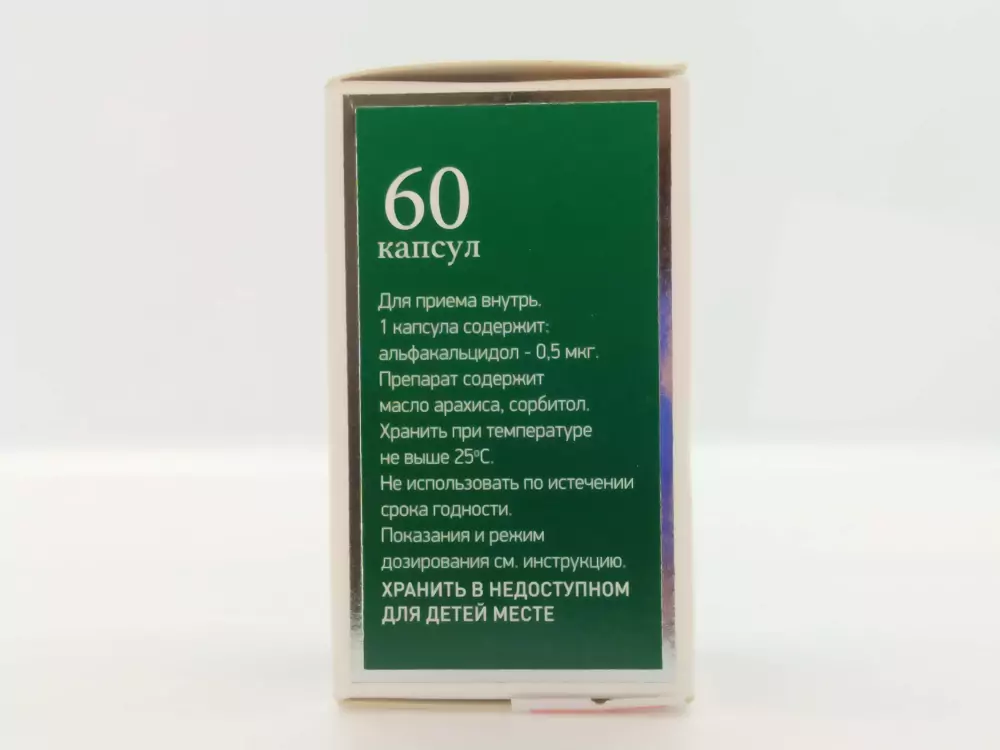 60
капсул
Для приема внутрь.
1 капсула содержит:
альфакальцидол - 0,5 мкг.
Препарат содержит
масло арахиса, сорбитол.
Хранить при температуре
не выше 25°С.
Не использовать по истечении
срока годности.
Показания и режим
дозирования см. инструкцию.
ХРАНИТЬ В НЕДОСТУПНОМ
ДЛЯ ДЕТЕЙ МЕСТЕ